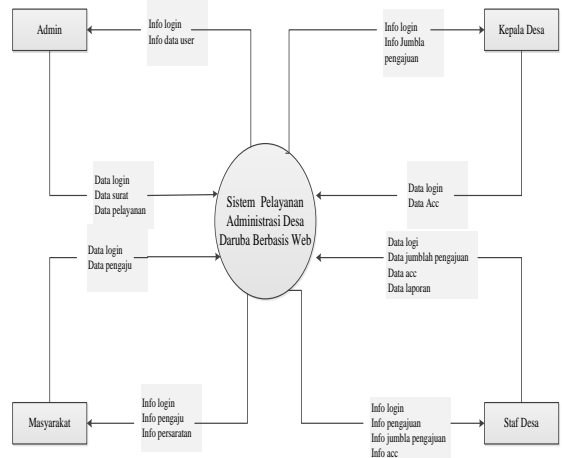 Admin
Info login
Info data user
Info login
Info Jumbla
pengajuan
Kepala Desa
Data login
Data surat
Data pelayanan
Sistem Pelayanan
Administrasi Desa
Daruba Berbasis Web
Data login
Data Acc
Data login
Data pengaju
Data logi
Data jumblah pengajuan
Data acc
Data laporan
Masyarakat
Info login
Info pengaju
Info persaratan
Info login
Info pengajuan
Info jumbla pengajuan
Info acc
Staf Desa